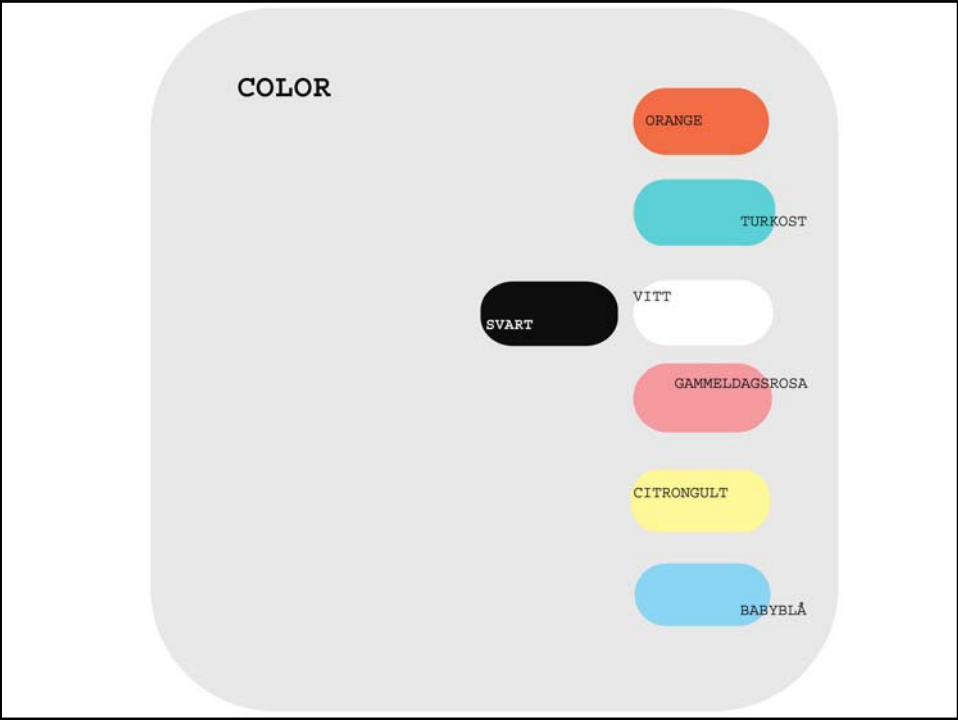 COLOR
ORANGE
TURKOST
VITT
SVART
GAMMELDAGSROSA
CITRONGULT
BABYBLÅ